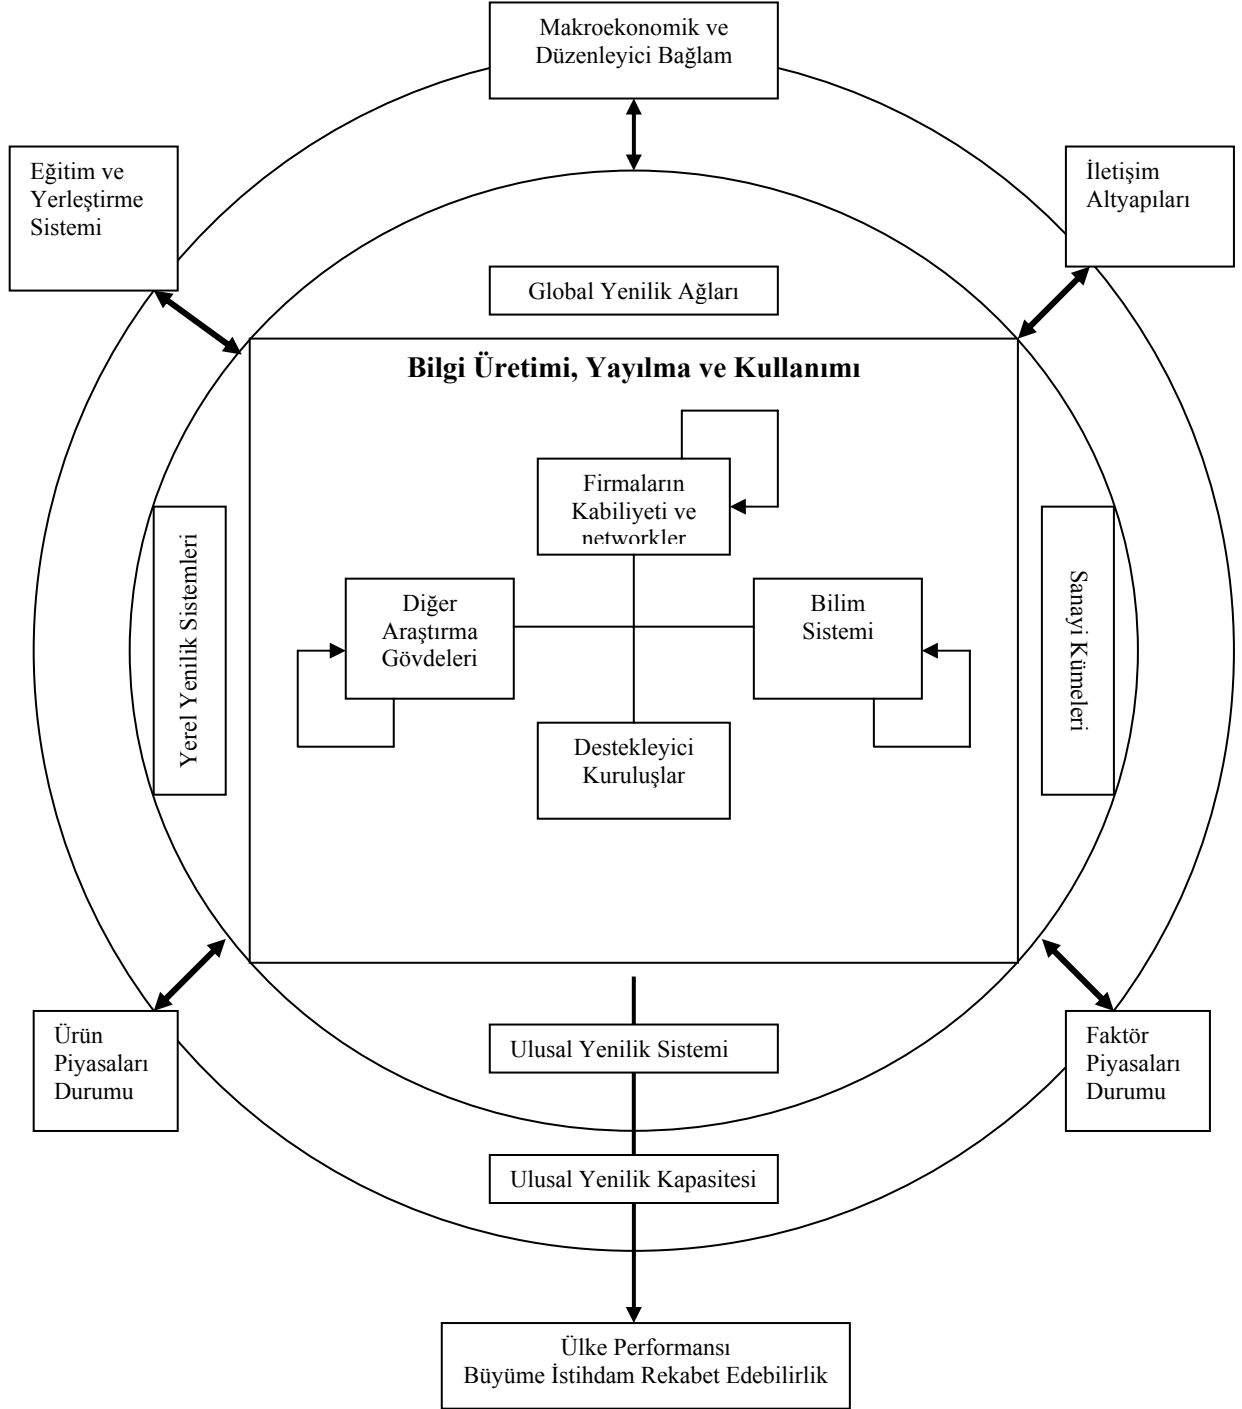 Makroekonomik ve
Düzenleyici Bağlam
Eğitim ve
Yerleştirme
Sistemi
İletişim
Altyapıları
Global Yenilik Ağları
Bilgi Üretimi, Yayılma ve Kullanımı
Firmaların
Kabiliyeti ve
networkler
Diğer
Araştırma
Gövdeleri
Bilim
Sistemi
Destekleyici
Kuruluşlar
Yerel Yenilik Sistemleri
Sanayi Kümeleri
Ürün
Piyasaları
Durumu
Ulusal Yenilik Sistemi
Faktör
Piyasaları
Durumu
Ulusal Yenilik Kapasitesi
Ülke Performansı
Büyüme İstihdam Rekabet Edebilirlik